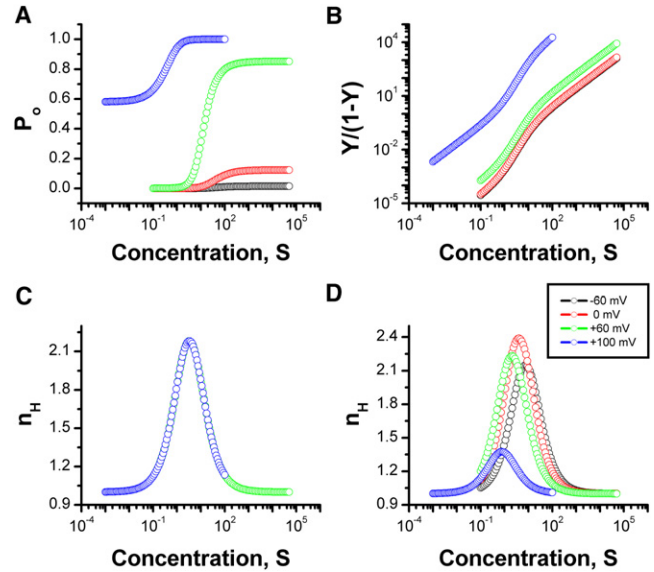 A
B
1.0
0.8
0.6
0.4
0.2
0.0
P_o
10^-4 10^-1 10^2 10^5
Concentration, S
10^4
10^1
10^-2
10^-5
Y/(1-Y)
10^-4 10^-1 10^2 10^5
Concentration, S
C
D
-60 mV
0 mV
+60 mV
+100 mV
2.1
1.8
1.5
1.2
0.9
n_H
10^-4 10^-1 10^2 10^5
Concentration, S
2.4
2.1
1.8
1.5
1.2
0.9
n_H
10^-4 10^-1 10^2 10^5
Concentration, S